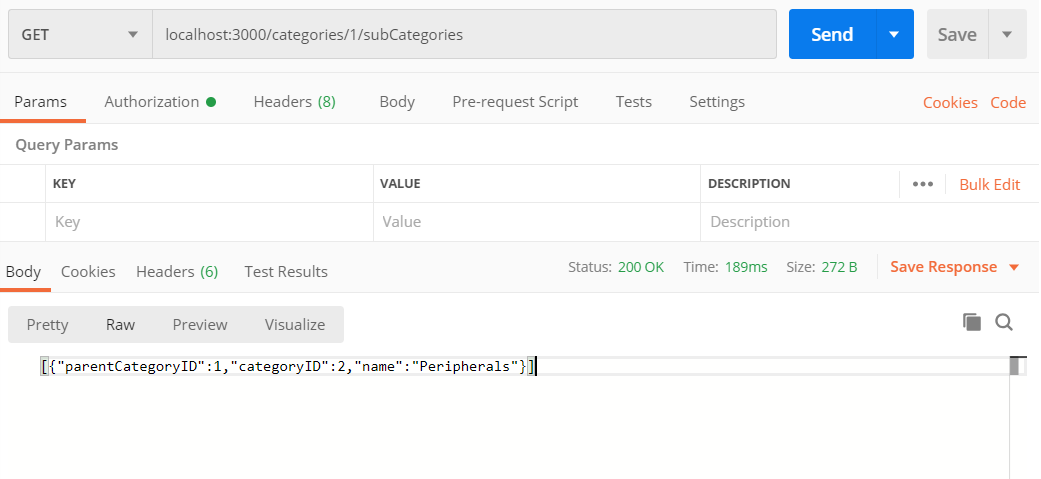 GET localhost:3000/categories/1/subCategories Send Save
Params Authorization Headers (8) Body Pre-request Script Tests Settings Cookies Code
Query Params
KEY VALUE DESCRIPTION ••• Bulk Edit
Key Value Description
Body Cookies Headers (6) Test Results Status: 200 OK Time: 189ms Size: 272 B Save Response
Pretty Raw Preview Visualize
[{"parentCategoryID":1,"categoryID":2,"name":"Peripherals"}]